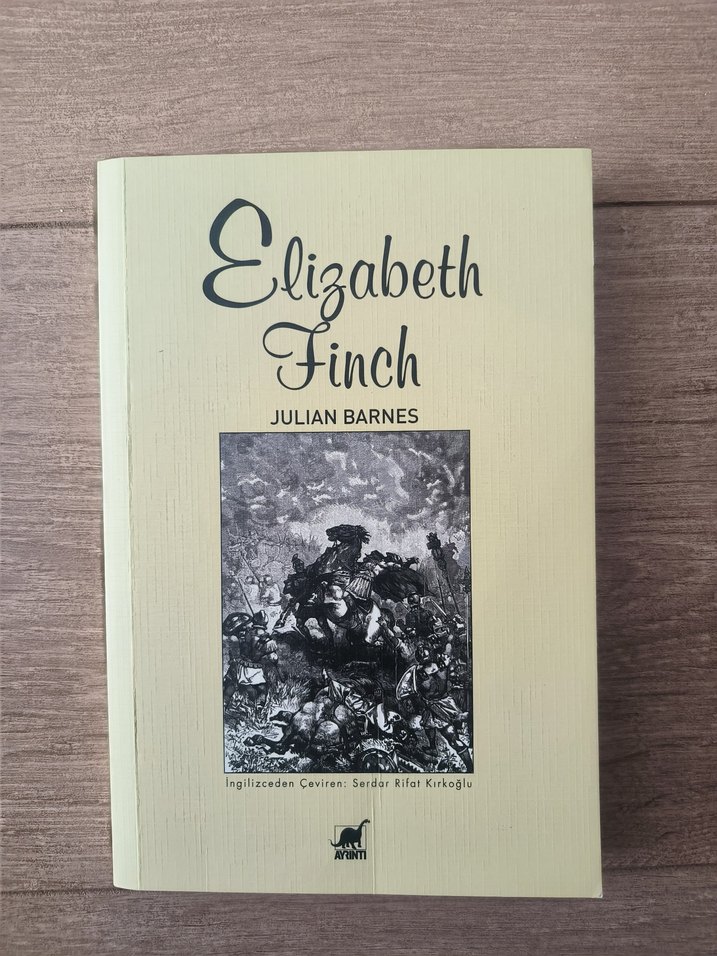 Elizabeth
Finch
JULIAN BARNES
İngilizceden Çeviren: Serdar Rifat Kırkoğlu
AYRINTI